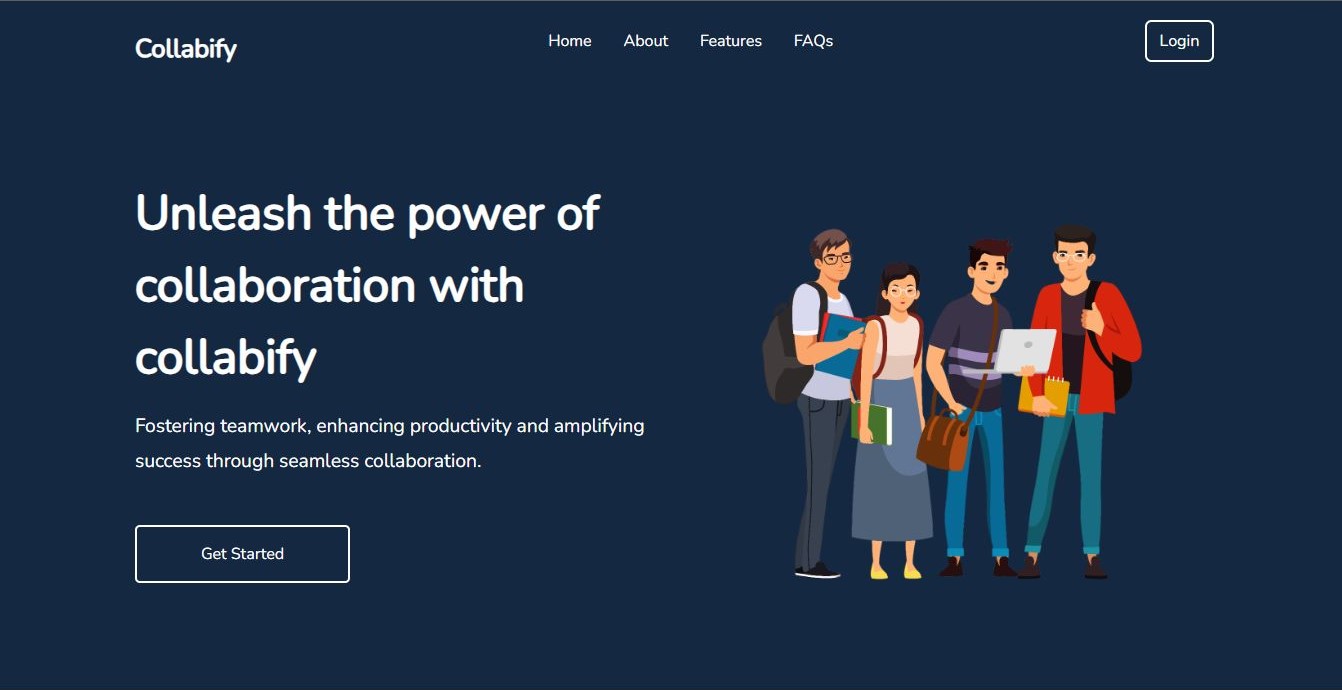 Collabify
Home
About
Features
FAQs
Login
Unleash the power of
collaboration with
collabify
Fostering teamwork, enhancing productivity and amplifying
success through seamless collaboration.
Get Started